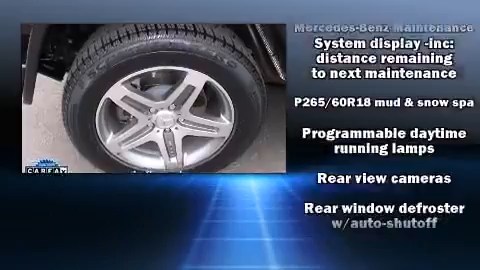 Mercedes-Benz Maintenance
System display -inc:
distance remaining
to next maintenance
P265/60R18 mud & snow spa
Programmable daytime
running lamps
Rear view cameras
Rear window defroster
w/auto-shutoff
CARFAX